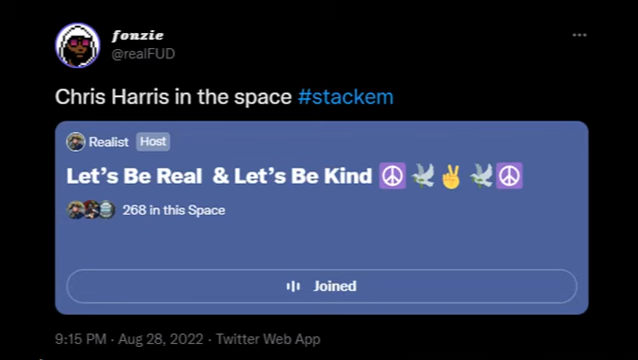 fonzie
@realFUD
Chris Harris in the space #stackem
Realist Host
Let's Be Real & Let's Be Kind ☮️🕊️✌️🕊️☮️
268 in this Space
Joined
9:15 PM · Aug 28, 2022 · Twitter Web App